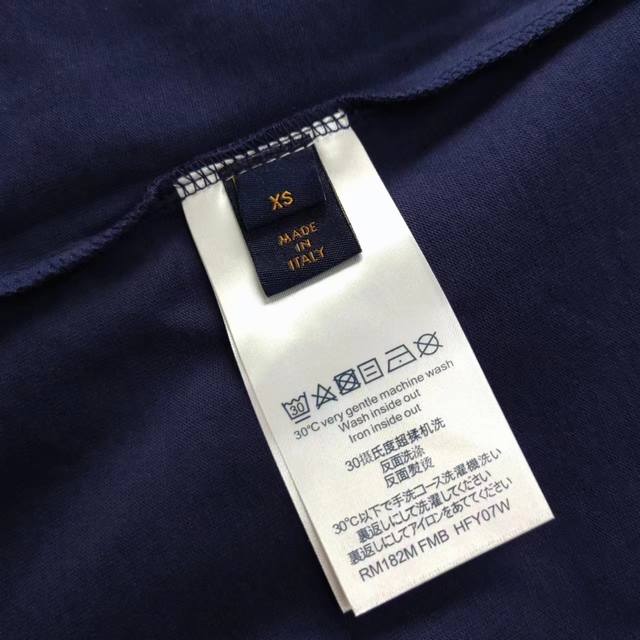 XS
MADE
IN
ITALY
30
30°C very gentle machine wash
Wash inside out
Iron inside out
30攝氏度超揉机洗
反面洗涤
反面熨烫
30℃以下で手洗コース洗濯機洗い
裏返しにして洗濯してください
裏返しにしてアイロンをあててください
RM182M FMB HFY07W